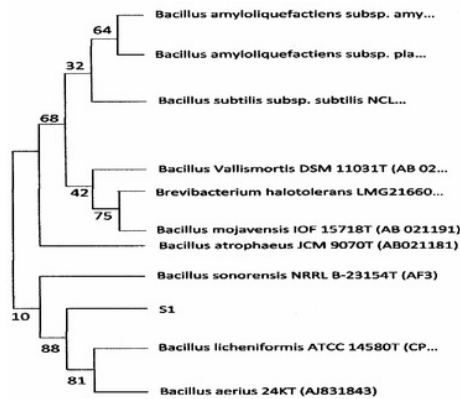 Bacillus amyloliquefactiens subsp. amy...
64
Bacillus amyloliquefactiens subsp. pla...
32
Bacillus subtilis subsp. subtilis NCL...
68
Bacillus Vallismortis DSM 11031T (AB 02...
42
Brevibacterium halotolerans LMG21660...
75
Bacillus mojavensis IOF 15718T (AB 021191)
Bacillus atrophaeus JCM 9070T (AB021181)
Bacillus sonorensis NRRL B-23154T (AF3)
10
S1
88
Bacillus licheniformis ATCC 14580T (CP...
81
Bacillus aerius 24KT (AJ831843)